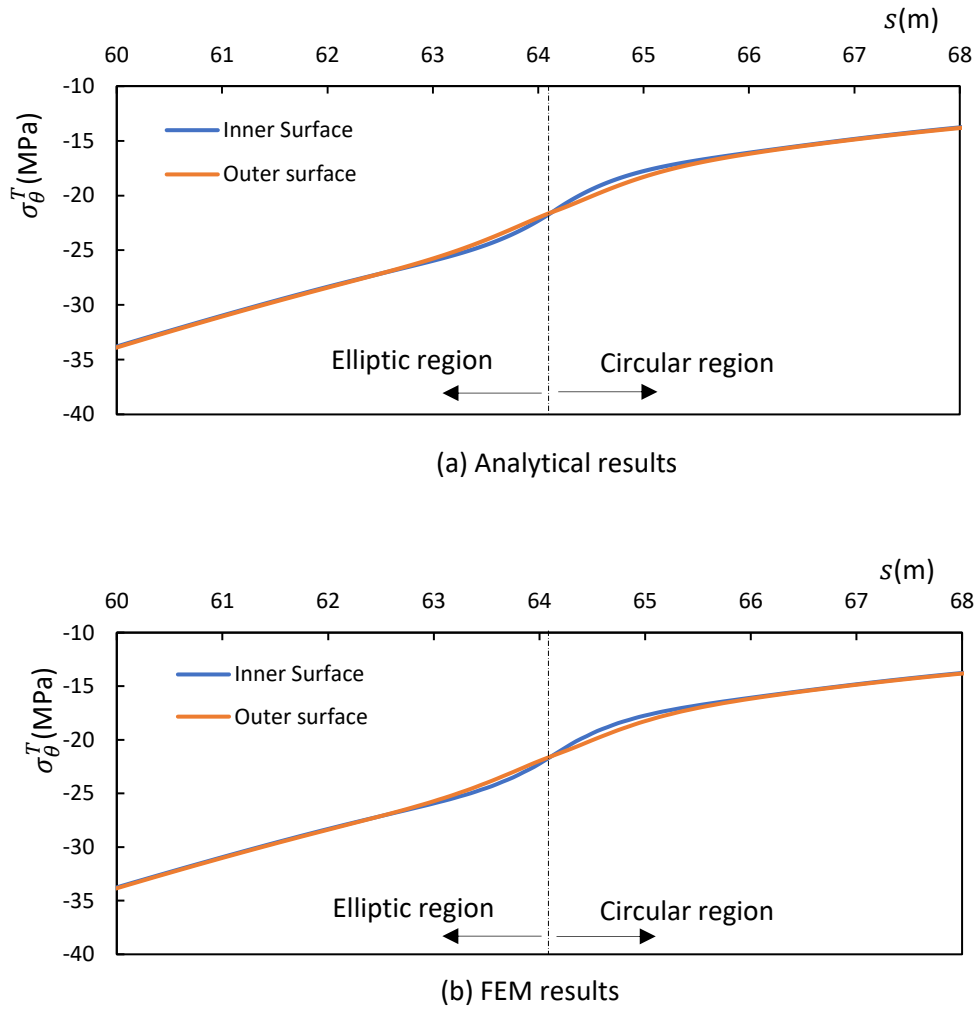 s(m)
60 61 62 63 64 65 66 67 68
-10
-15
-20
-25
-30
-35
-40
σ_θ^T (MPa)
Inner Surface
Outer surface
Elliptic region
Circular region
(a) Analytical results
s(m)
60 61 62 63 64 65 66 67 68
-10
-15
-20
-25
-30
-35
-40
σ_θ^T (MPa)
Inner Surface
Outer surface
Elliptic region
Circular region
(b) FEM results